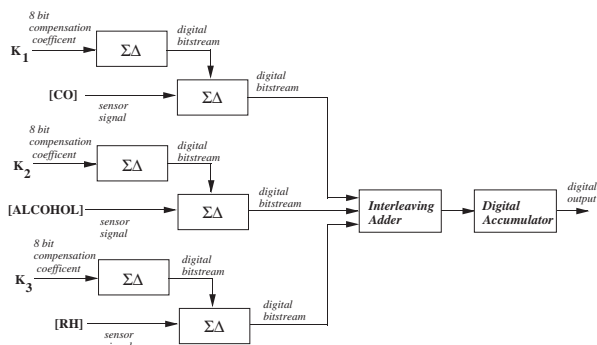 8 bit
compensation
coefficent
K1
ΣΔ
digital
bitstream
[CO]
sensor
signal
ΣΔ
digital
bitstream
8 bit
compensation
coefficent
K2
ΣΔ
digital
bitstream
[ALCOHOL]
sensor
signal
ΣΔ
digital
bitstream
Interleaving
Adder
Digital
Accumulator
digital
output
8 bit
compensation
coefficent
K3
ΣΔ
digital
bitstream
[RH]
sensor
signal
ΣΔ
digital
bitstream